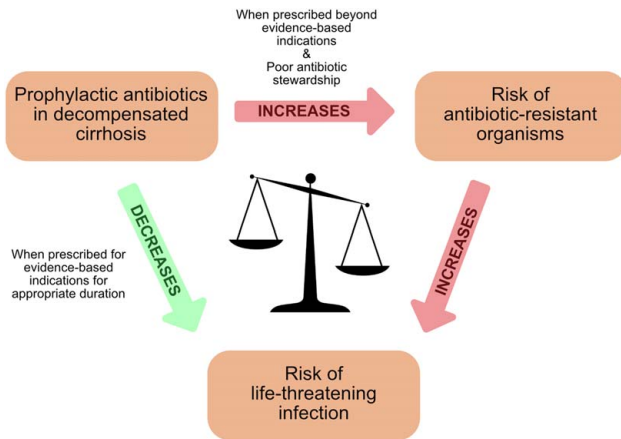 When prescribed beyond
evidence-based
indications
&
Poor antibiotic
stewardship
Prophylactic antibiotics
in decompensated
cirrhosis
INCREASES
Risk of
antibiotic-resistant
organisms
DECREASES
When prescribed for
evidence-based
indications for
appropriate duration
INCREASES
Risk of
life-threatening
infection